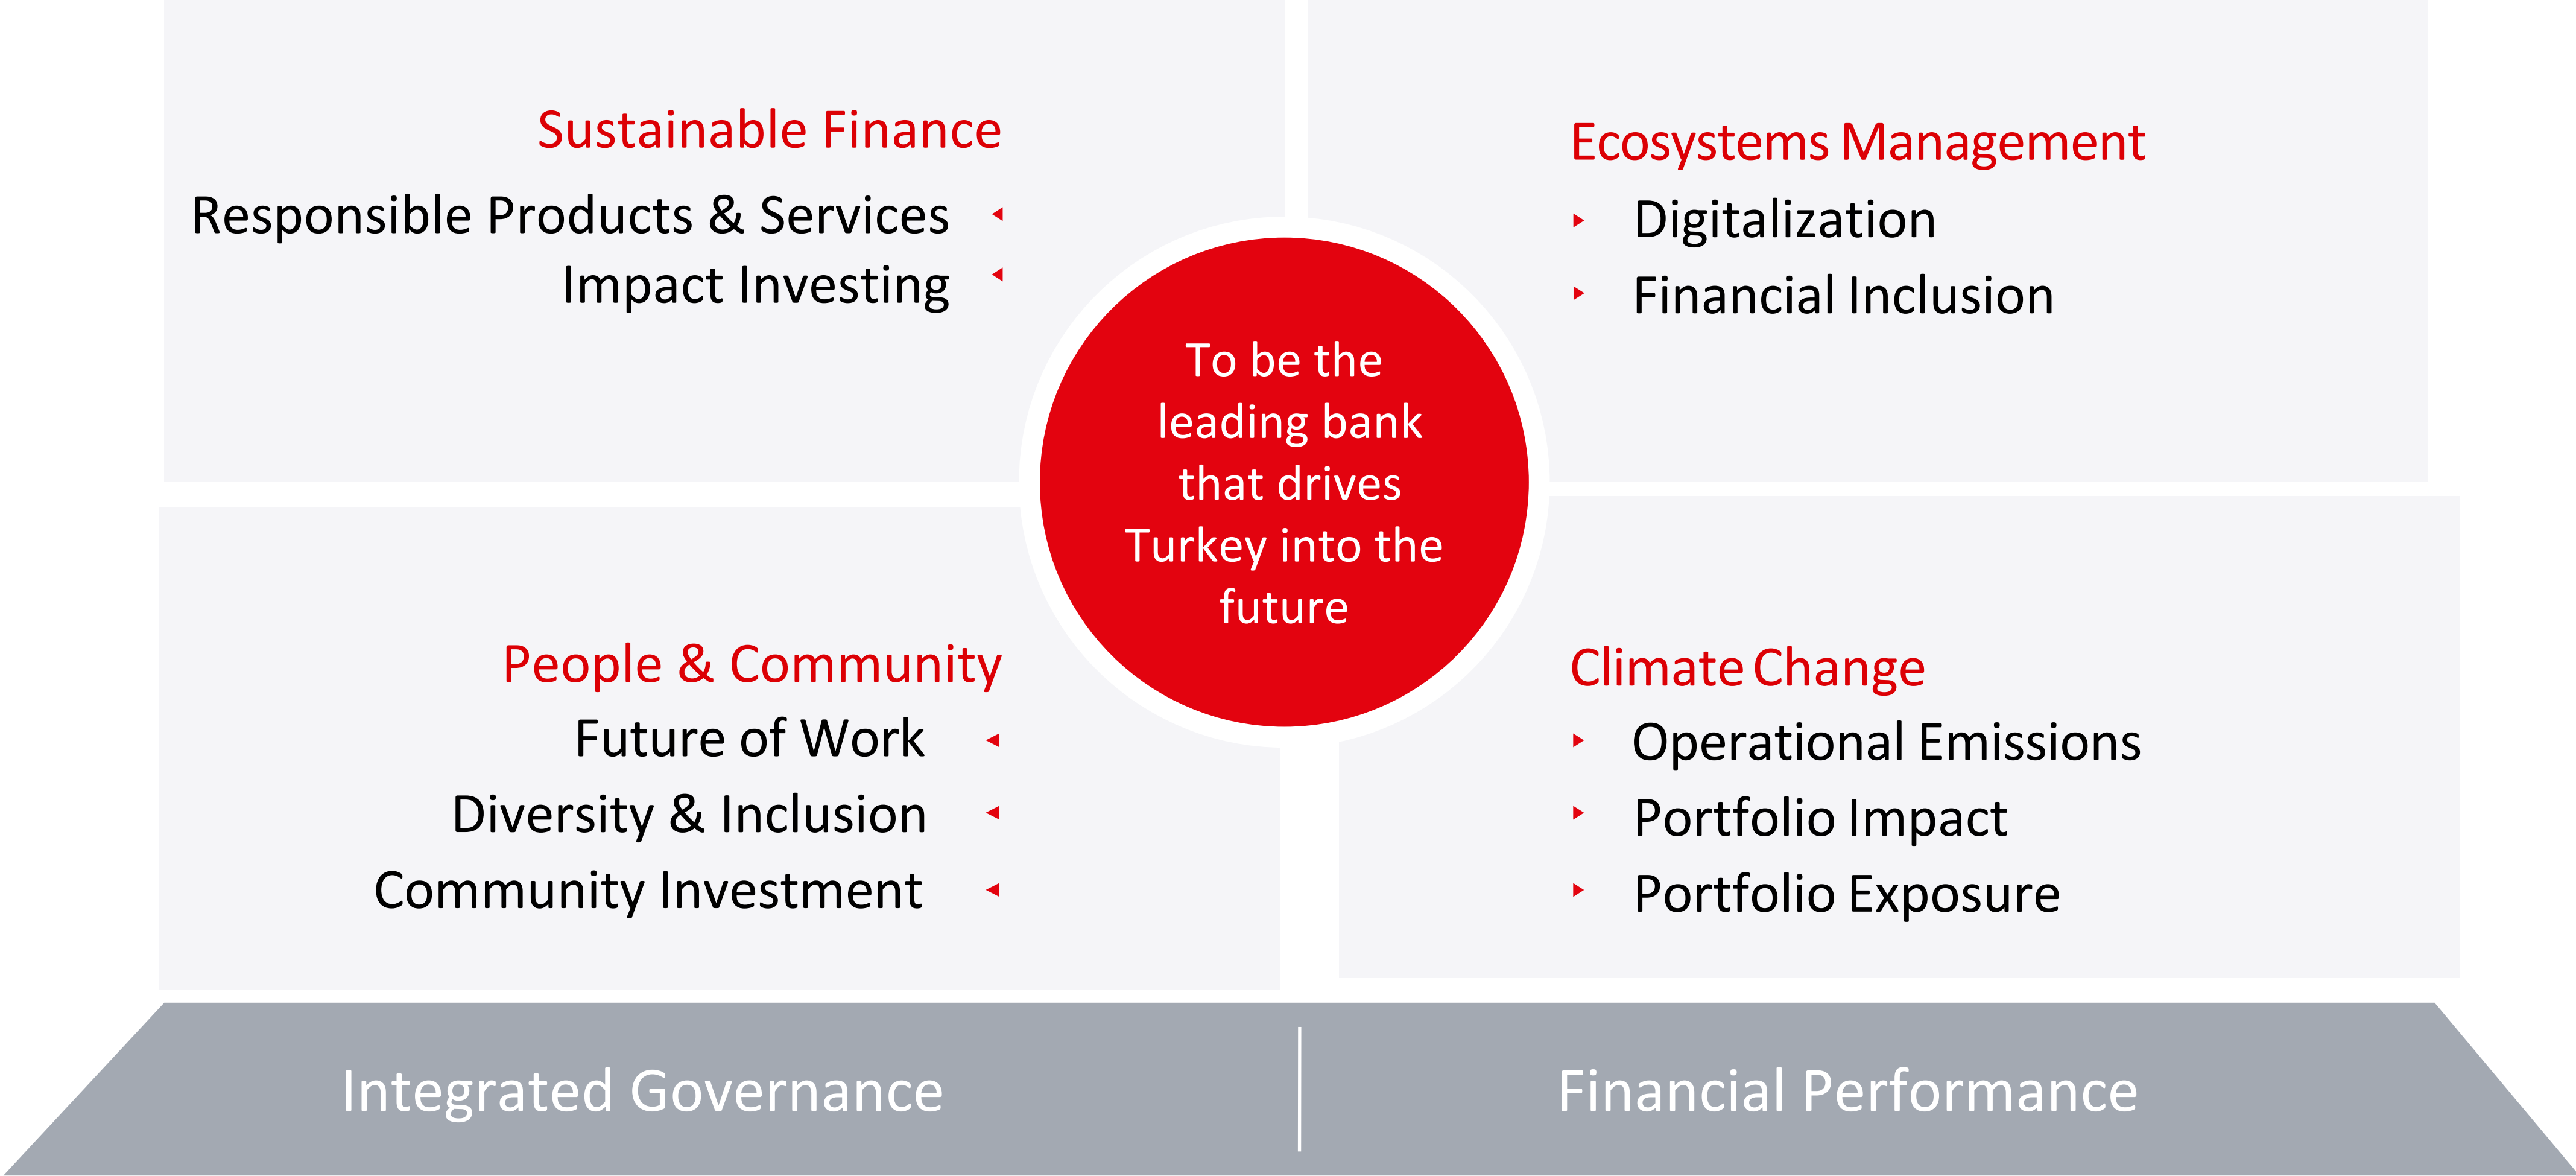 Sustainable Finance
Responsible Products & Services
Impact Investing
Ecosystems Management
Digitalization
Financial Inclusion
To be the
leading bank
that drives
Turkey into the
future
People & Community
Future of Work
Diversity & Inclusion
Community Investment
Climate Change
Operational Emissions
Portfolio Impact
Portfolio Exposure
Integrated Governance
Financial Performance